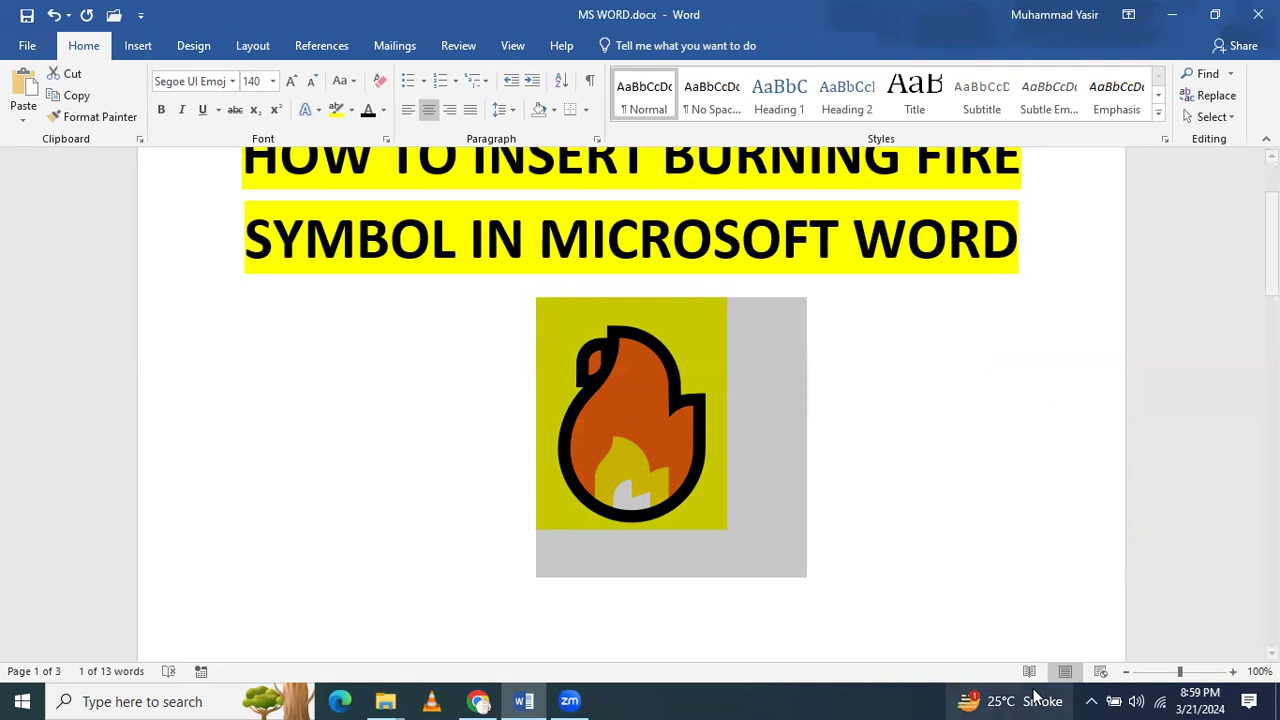 MS WORD.docx - Word
Muhammad Yasir
File Home Insert Design Layout References Mailings Review View Help Tell me what you want to do Share
Paste
Cut
Copy
Format Painter
Clipboard
Segoe UI Emoj 140
Font
Paragraph
AaBbCcDc AaBbCcDc AaBbC AaBbCcl AaB AaBbCcDc AaBbCcDc AaBbCcDc
¶ Normal ¶ No Spac... Heading 1 Heading 2 Title Subtitle Subtle Em... Emphasis
Styles
Find
Replace
Select
Editing
HOW TO INSERT BURNING FIRE
SYMBOL IN MICROSOFT WORD
Page 1 of 3 1 of 13 words 100%
Type here to search
25°C Smoke
8:59 PM
3/21/2024